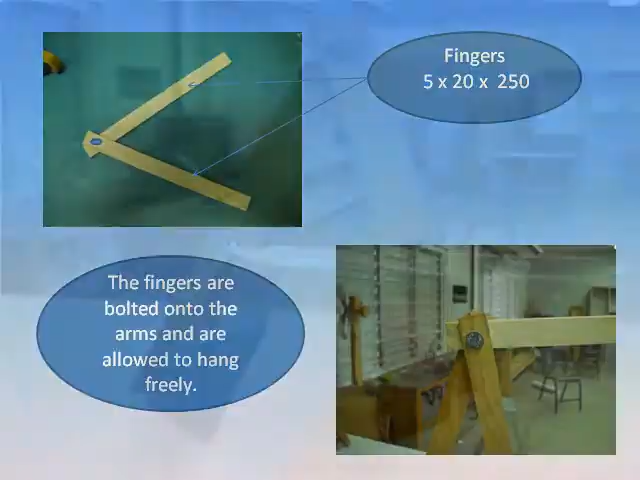 Fingers
5 x 20 x 250
The fingers are
bolted onto the
arms and are
allowed to hang
freely.